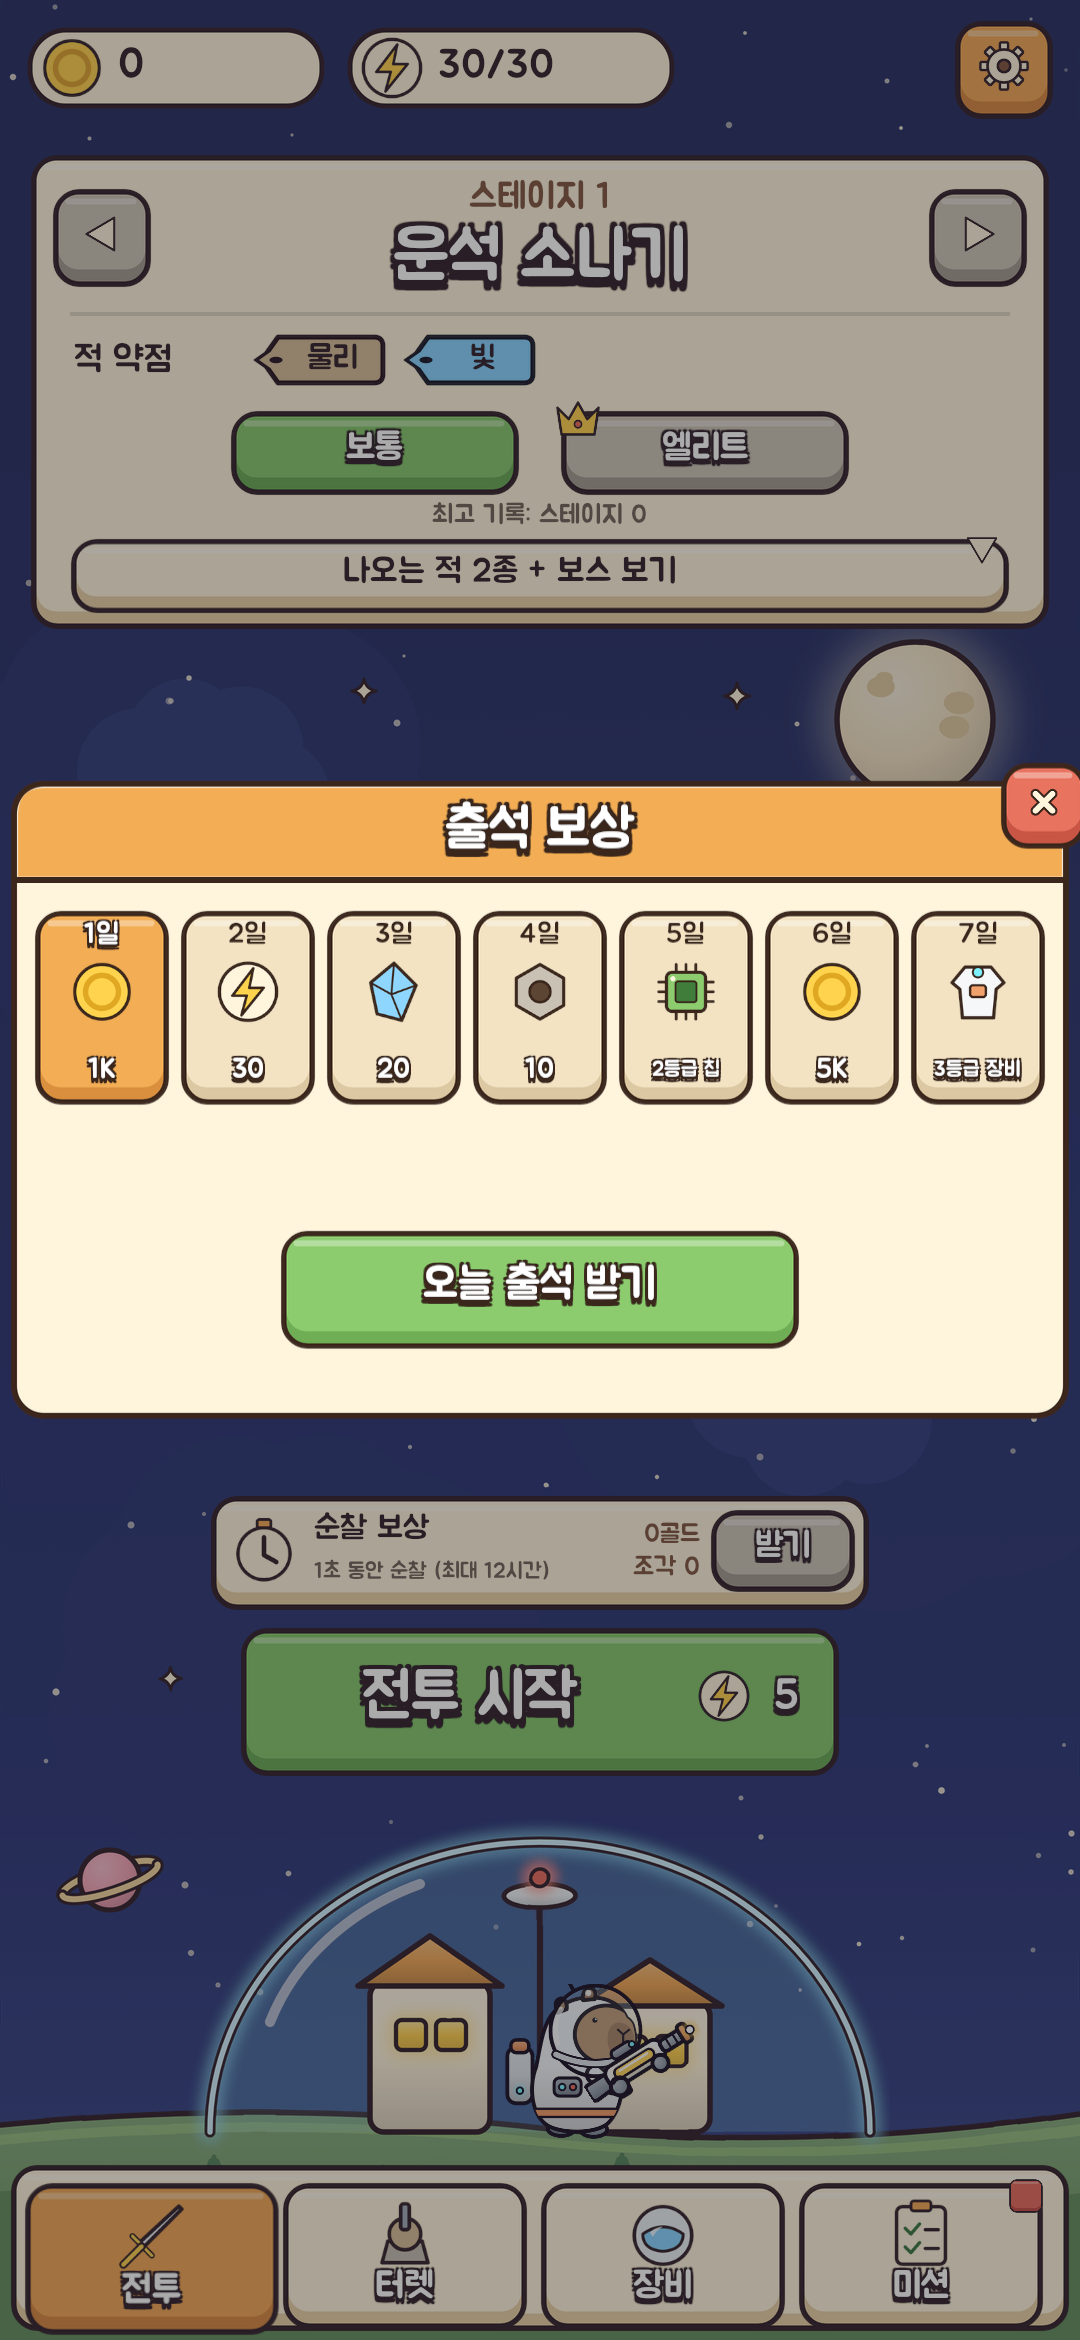 0
30/30
스테이지 1
운석 소나기
적 약점
물리
빛
보통
엘리트
최고 기록: 스테이지 0
나오는 적 2종 + 보스 보기
출석 보상
1일
2일
3일
4일
5일
6일
7일
1K
30
20
10
2등급 칩
5K
3등급 장비
오늘 출석 받기
순찰 보상
1초 동안 순찰 (최대 12시간)
0골드
조각 0
받기
전투 시작
5
전투
터렛
장비
미션